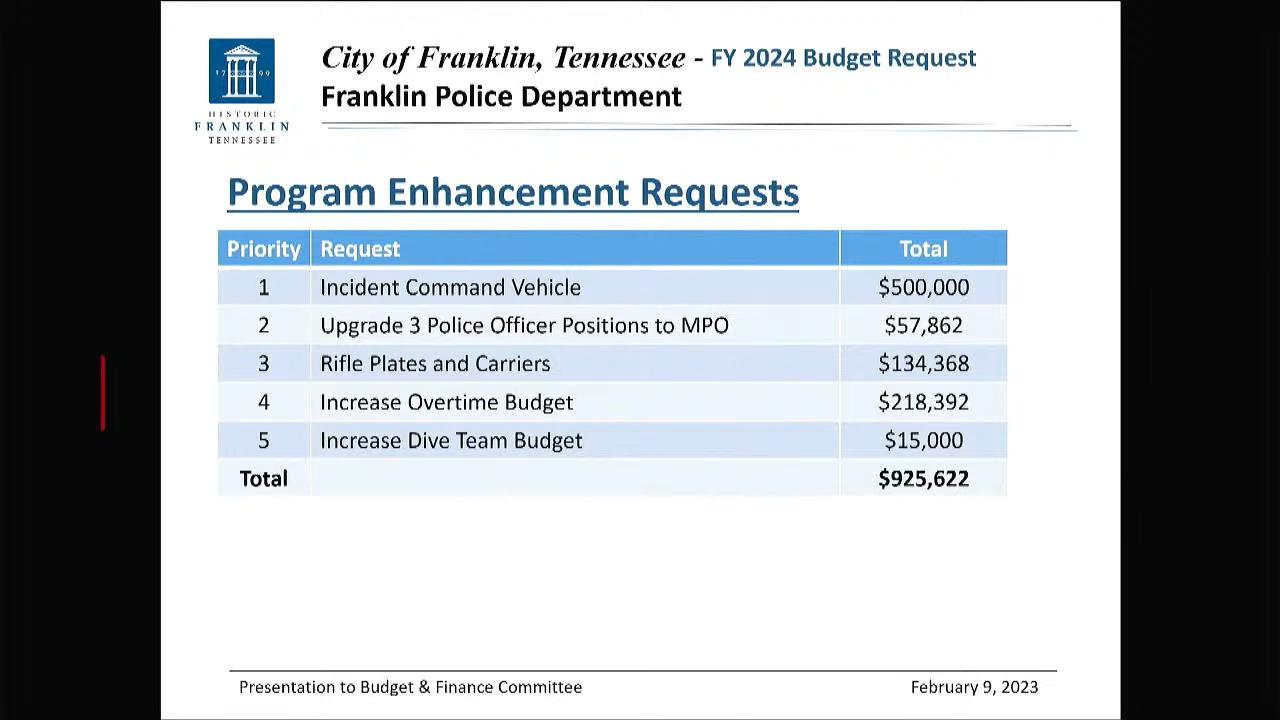 City of Franklin, Tennessee - FY 2024 Budget Request
Franklin Police Department
17 99
HISTORIC
FRANKLIN
TENNESSEE
Program Enhancement Requests
Priority Request Total
1 Incident Command Vehicle $500,000
2 Upgrade 3 Police Officer Positions to MPO $57,862
3 Rifle Plates and Carriers $134,368
4 Increase Overtime Budget $218,392
5 Increase Dive Team Budget $15,000
Total $925,622
Presentation to Budget & Finance Committee February 9, 2023